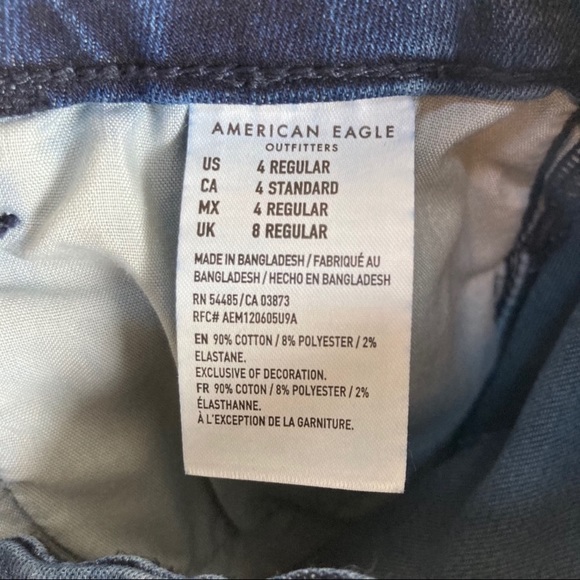 AMERICAN EAGLE
OUTFITTERS
US 4 REGULAR
CA 4 STANDARD
MX 4 REGULAR
UK 8 REGULAR
MADE IN BANGLADESH / FABRIQUÉ AU
BANGLADESH / HECHO EN BANGLADESH
RN 54485 / CA 03873
RFC# AEM120605U9A
EN 90% COTTON / 8% POLYESTER / 2%
ELASTANE.
EXCLUSIVE OF DECORATION.
FR 90% COTON / 8% POLYESTER / 2%
ÉLASTHANNE.
À L'EXCEPTION DE LA GARNITURE.